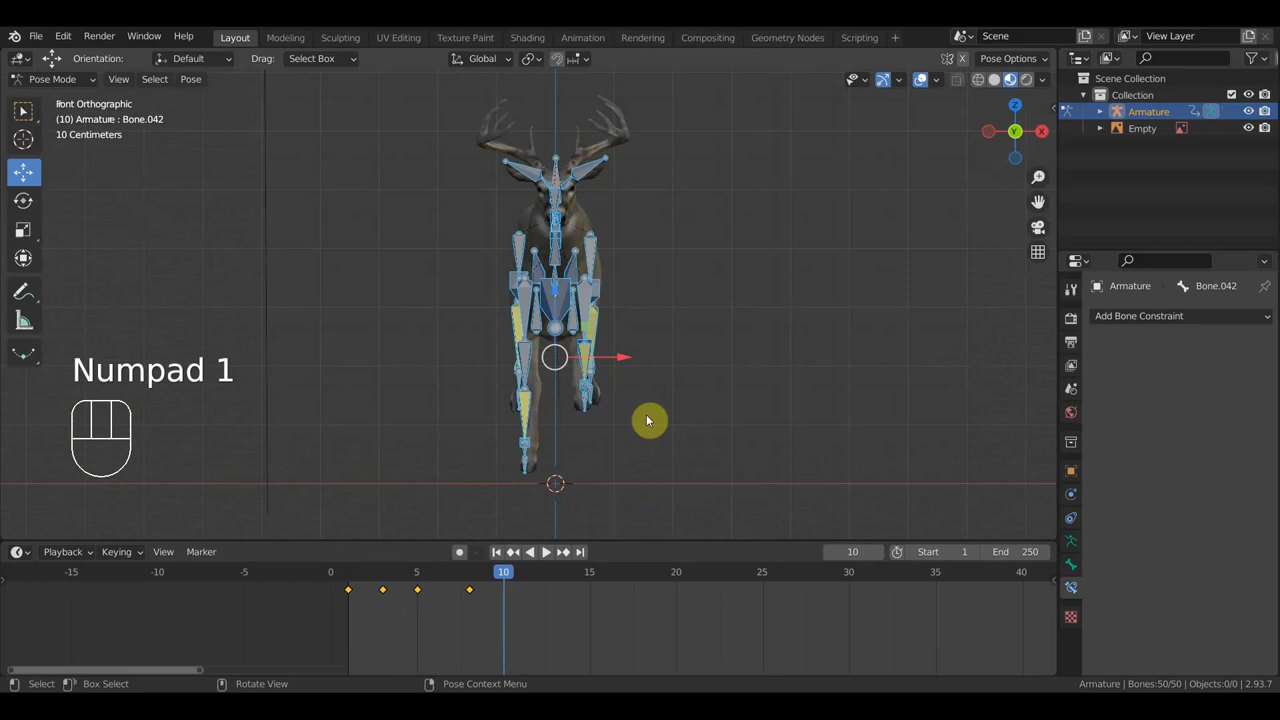 File Edit Render Window Help Layout Modeling Sculpting UV Editing Texture Paint Shading Animation Rendering Compositing Geometry Nodes Scripting + Scene View Layer
Orientation: Default Drag: Select Box Global Pose Options
Pose Mode View Select Pose
Scene Collection
Collection
Armature
Empty
Front Orthographic
(10) Armature : Bone.042
10 Centimeters
Z
Y
X
Armature Bone.042
Add Bone Constraint
Numpad 1
Playback Keying View Marker 10 Start 1 End 250
-15 -10 -5 0 5 10 15 20 25 30 35 40
Select Box Select Rotate View Pose Context Menu Armature | Bones:50/50 | Objects:0/0 | 2.93.7